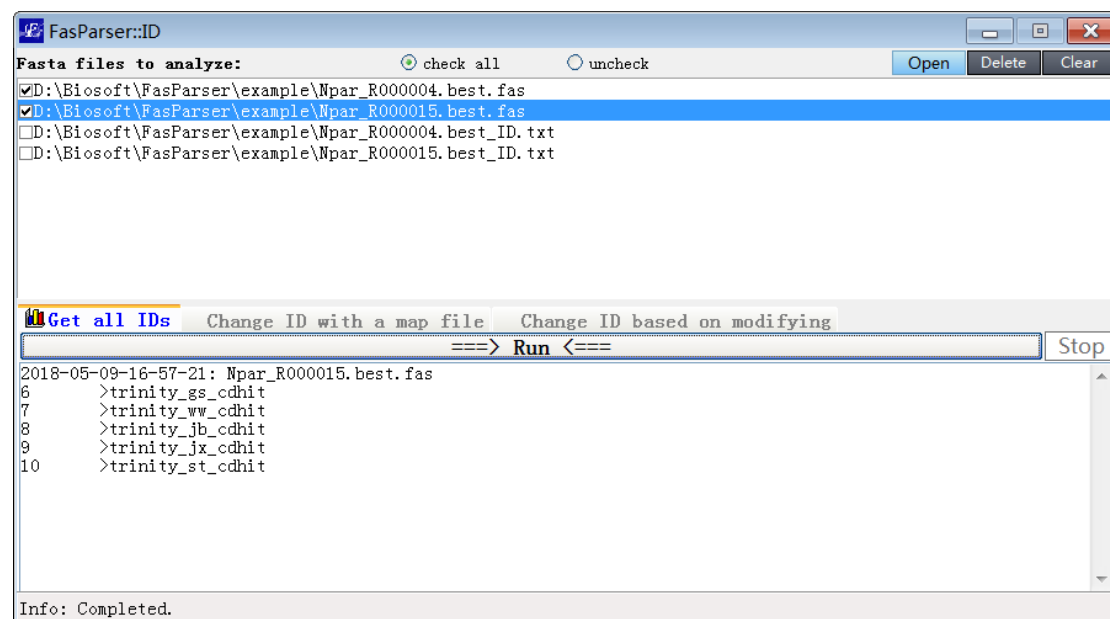 FasParser::ID
Fasta files to analyze: check all uncheck Open Delete Clear
D:\Biosoft\FasParser\example\Npar_R000004.best.fas
D:\Biosoft\FasParser\example\Npar_R000015.best.fas
D:\Biosoft\FasParser\example\Npar_R000004.best_ID.txt
D:\Biosoft\FasParser\example\Npar_R000015.best_ID.txt
Get all IDs Change ID with a map file Change ID based on modifying
===> Run <=== Stop
2018-05-09-16-57-21: Npar_R000015.best.fas
6 >trinity_gs_cdhit
7 >trinity_ww_cdhit
8 >trinity_jb_cdhit
9 >trinity_jx_cdhit
10 >trinity_st_cdhit
Info: Completed.